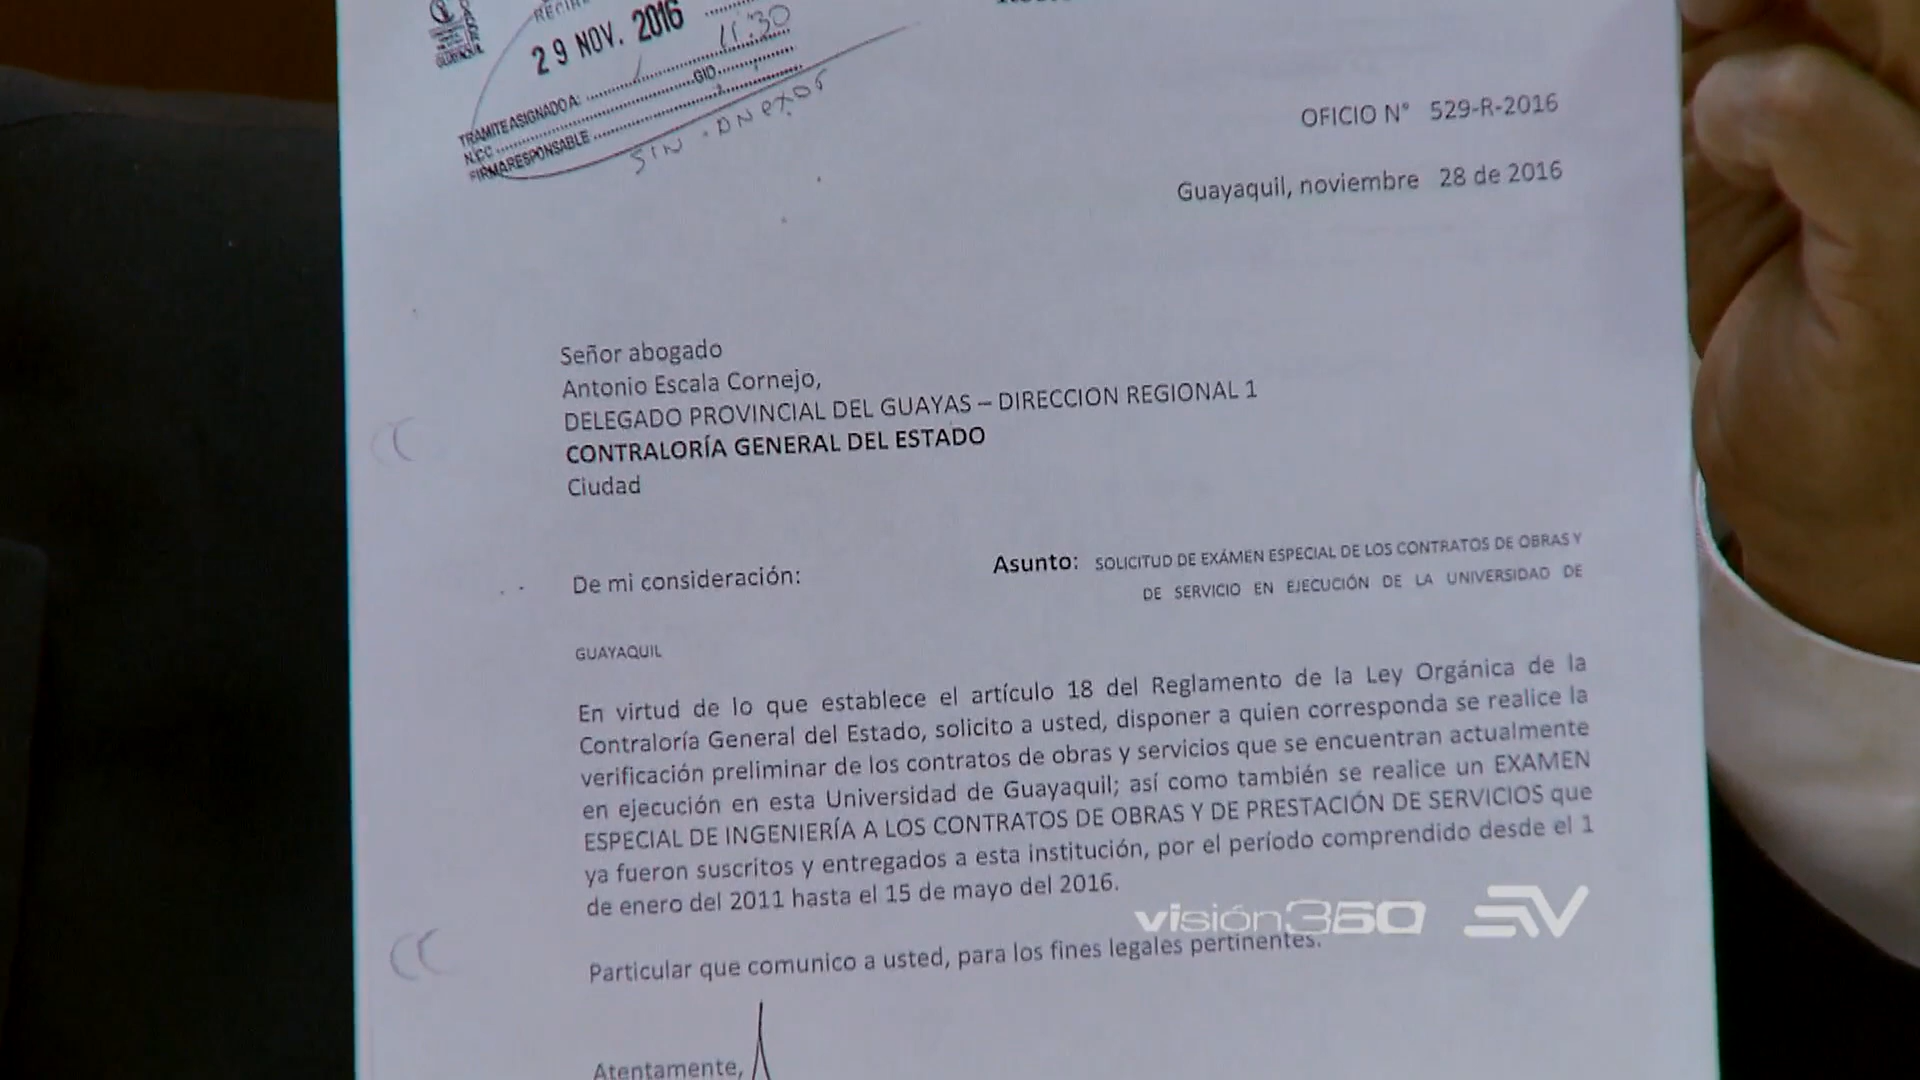 29 NOV. 2016
11:30
TRAMITE ASIGNADO A:
GID
N.CC
FIRMA RESPONSABLE
SIN ANEXOS
OFICIO N° 529-R-2016
Guayaquil, noviembre 28 de 2016
Señor abogado
Antonio Escala Cornejo,
DELEGADO PROVINCIAL DEL GUAYAS – DIRECCION REGIONAL 1
CONTRALORÍA GENERAL DEL ESTADO
Ciudad
De mi consideración:
Asunto: SOLICITUD DE EXÁMEN ESPECIAL DE LOS CONTRATOS DE OBRAS Y
DE SERVICIO EN EJECUCIÓN DE LA UNIVERSIDAD DE
GUAYAQUIL
En virtud de lo que establece el artículo 18 del Reglamento de la Ley Orgánica de la
Contraloría General del Estado, solicito a usted, disponer a quien corresponda se realice la
verificación preliminar de los contratos de obras y servicios que se encuentran actualmente
en ejecución en esta Universidad de Guayaquil; así como también se realice un EXAMEN
ESPECIAL DE INGENIERÍA A LOS CONTRATOS DE OBRAS Y DE PRESTACIÓN DE SERVICIOS que
ya fueron suscritos y entregados a esta institución, por el período comprendido desde el 1
de enero del 2011 hasta el 15 de mayo del 2016.
visión360
Particular que comunico a usted, para los fines legales pertinentes.
Atentamente,